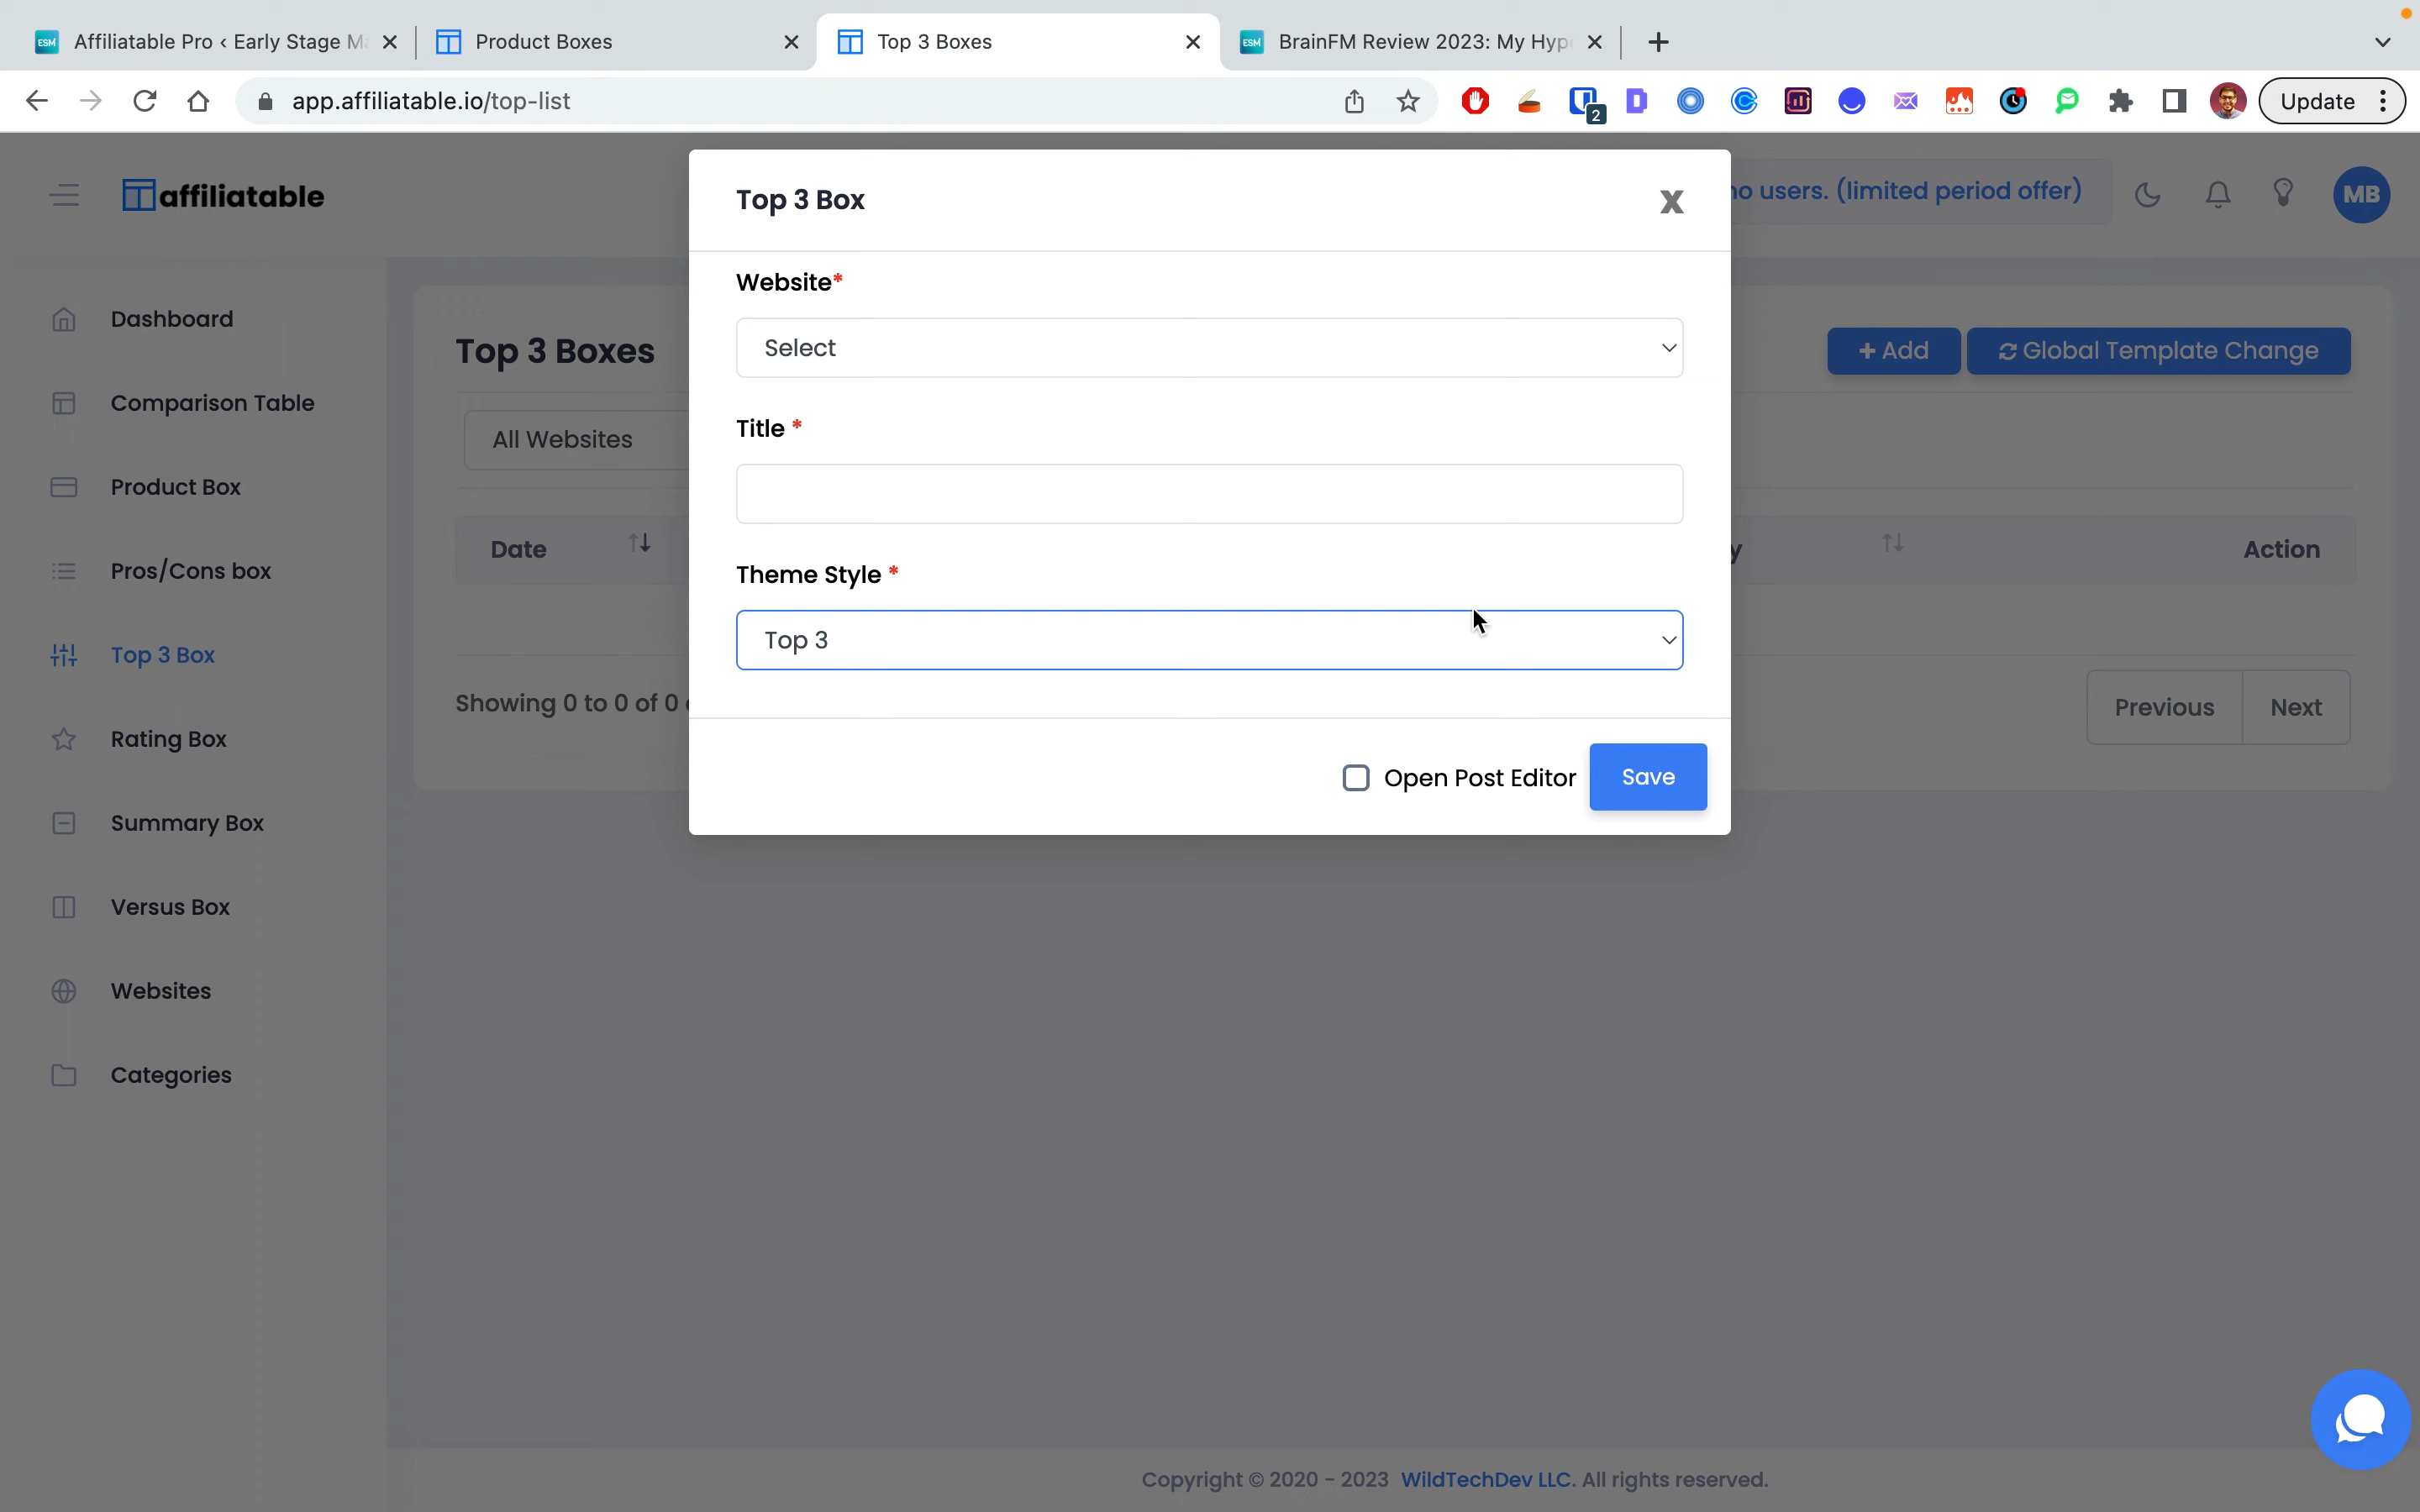 Affiliatable Pro ‹ Early Stage Ma
Product Boxes
Top 3 Boxes
BrainFM Review 2023: My Hyp
app.affiliatable.io/top-list
2
Update
affiliatable
no users. (limited period offer)
MB
Top 3 Box
X
Website*
Select
Title *
Theme Style *
Top 3
Open Post Editor
Save
Dashboard
Comparison Table
Product Box
Pros/Cons box
Top 3 Box
Rating Box
Summary Box
Versus Box
Websites
Categories
Top 3 Boxes
+ Add
Global Template Change
All Websites
Date
y
Action
Showing 0 to 0 of 0
Previous
Next
Copyright © 2020 - 2023 WildTechDev LLC. All rights reserved.